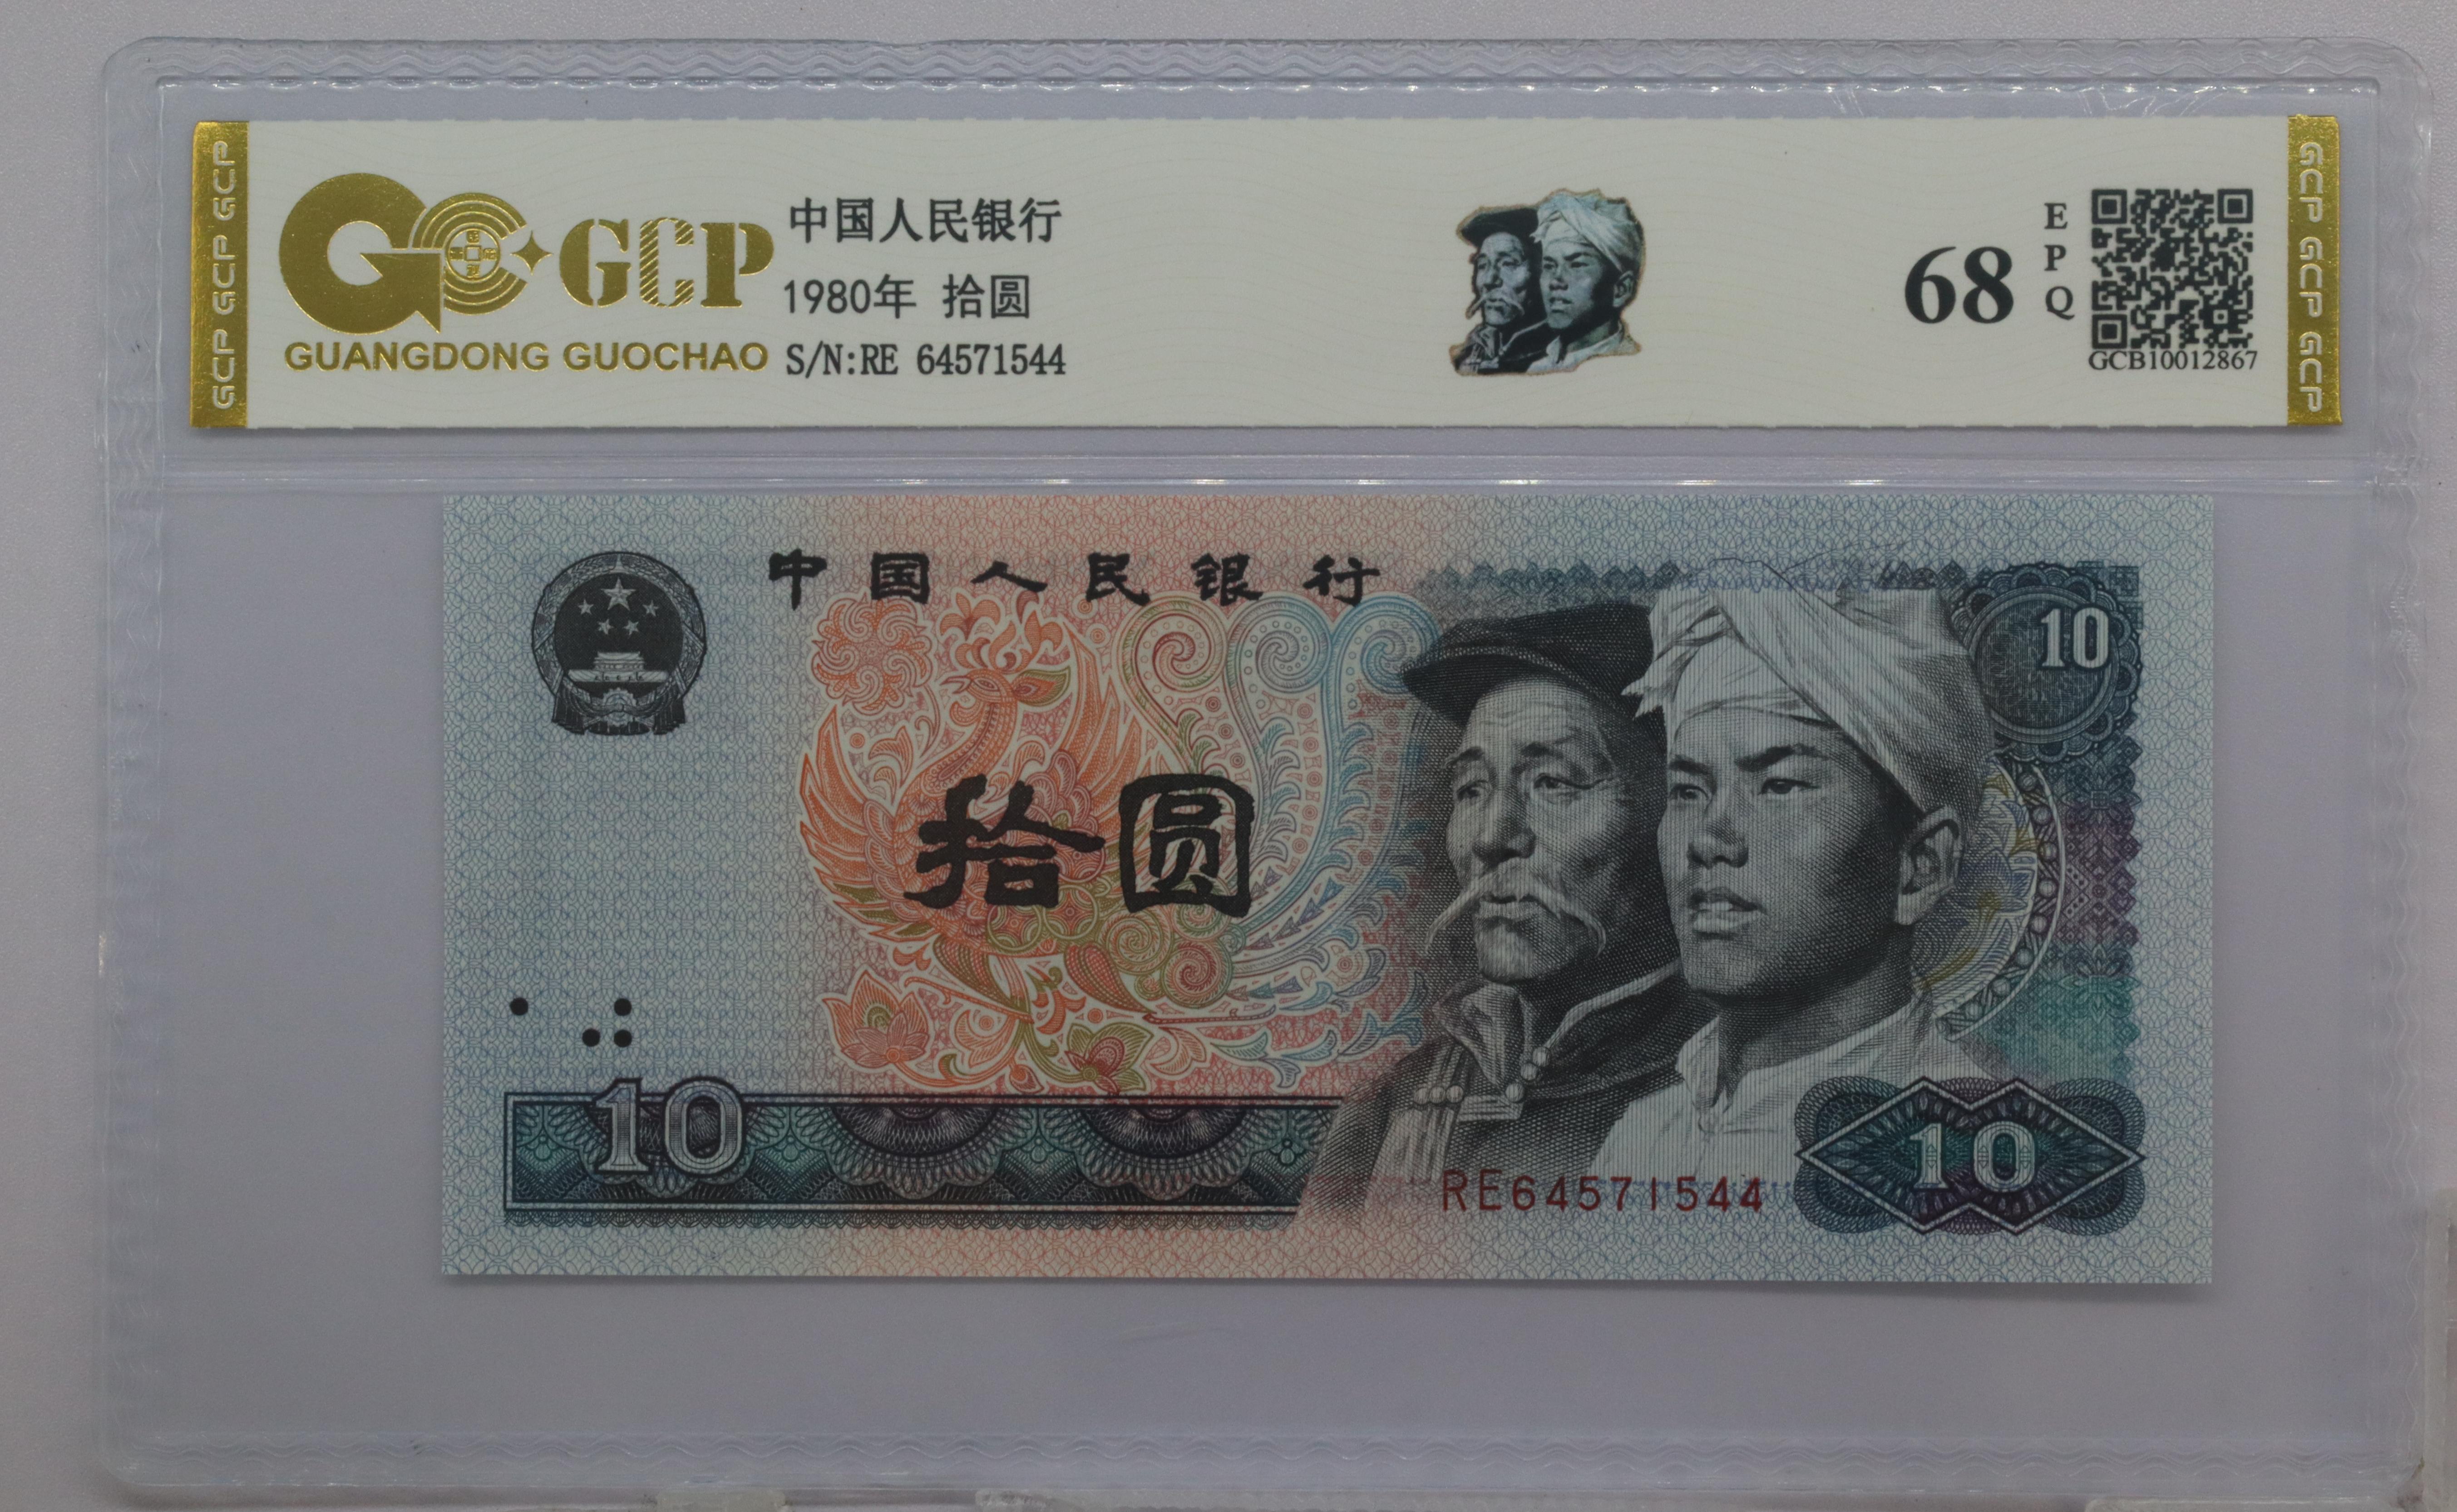 GCP GCP GCP
GCP
GUANGDONG GUOCHAO
中国人民银行
1980年 拾圆
S/N:RE 64571544
68
EPQ
GCB10012867
GCP GCP GCP
中国人民银行
10
拾圆
10
RE64571544
10